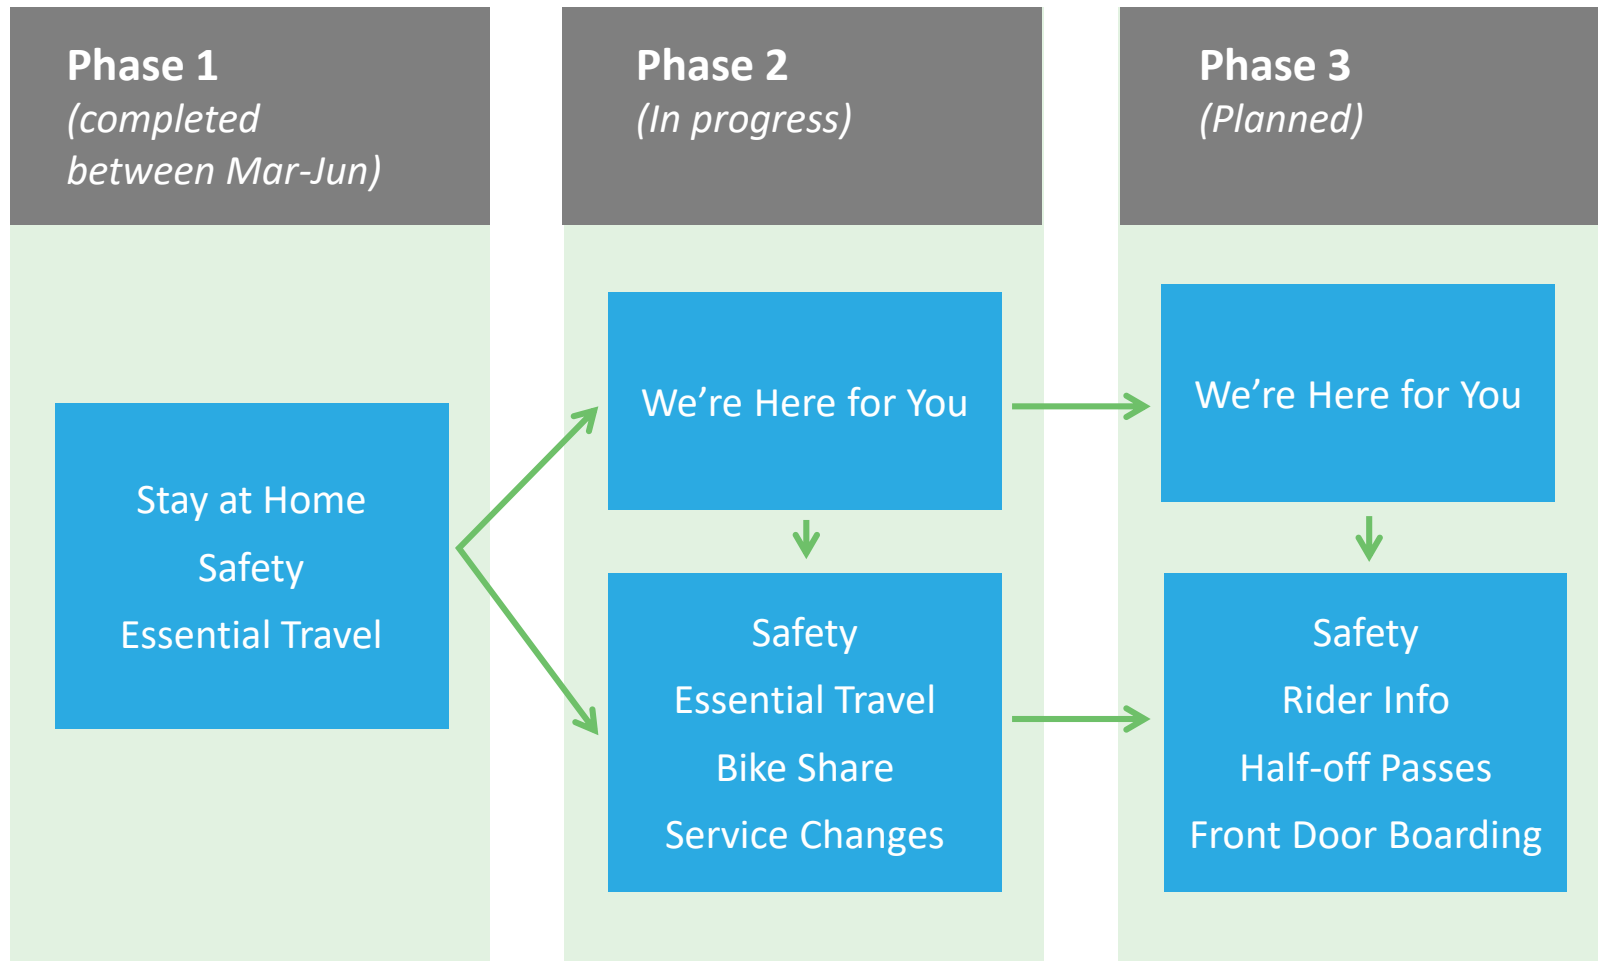 Phase 1
(completed
between Mar-Jun)
Stay at Home
Safety
Essential Travel
Phase 2
(In progress)
We’re Here for You
Safety
Essential Travel
Bike Share
Service Changes
Phase 3
(Planned)
We’re Here for You
Safety
Rider Info
Half-off Passes
Front Door Boarding